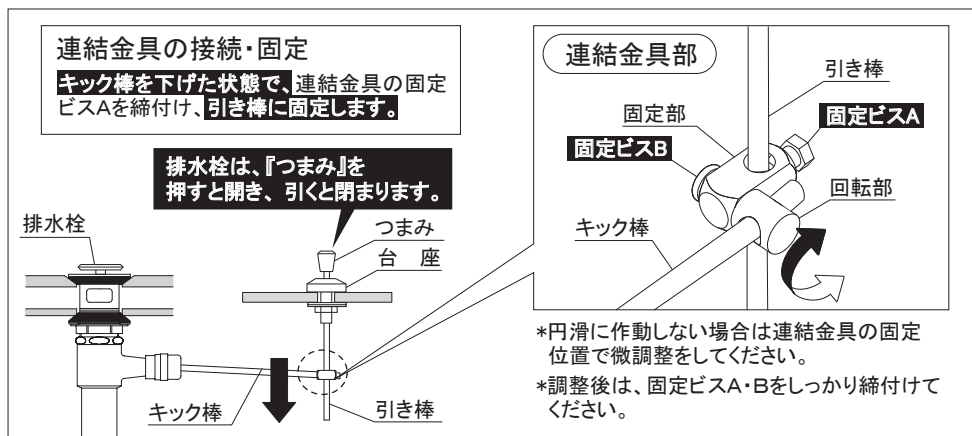 連結金具の接続・固定
キック棒を下げた状態で、連結金具の固定
ビスAを締付け、引き棒に固定します。
排水栓は、『つまみ』を
押すと開き、引くと閉まります。
排水栓
つまみ
台 座
キック棒
引き棒
連結金具部
引き棒
固定部
固定ビスA
固定ビスB
回転部
キック棒
*円滑に作動しない場合は連結金具の固定
位置で微調整をしてください。
*調整後は、固定ビスA・Bをしっかり締付けて
ください。